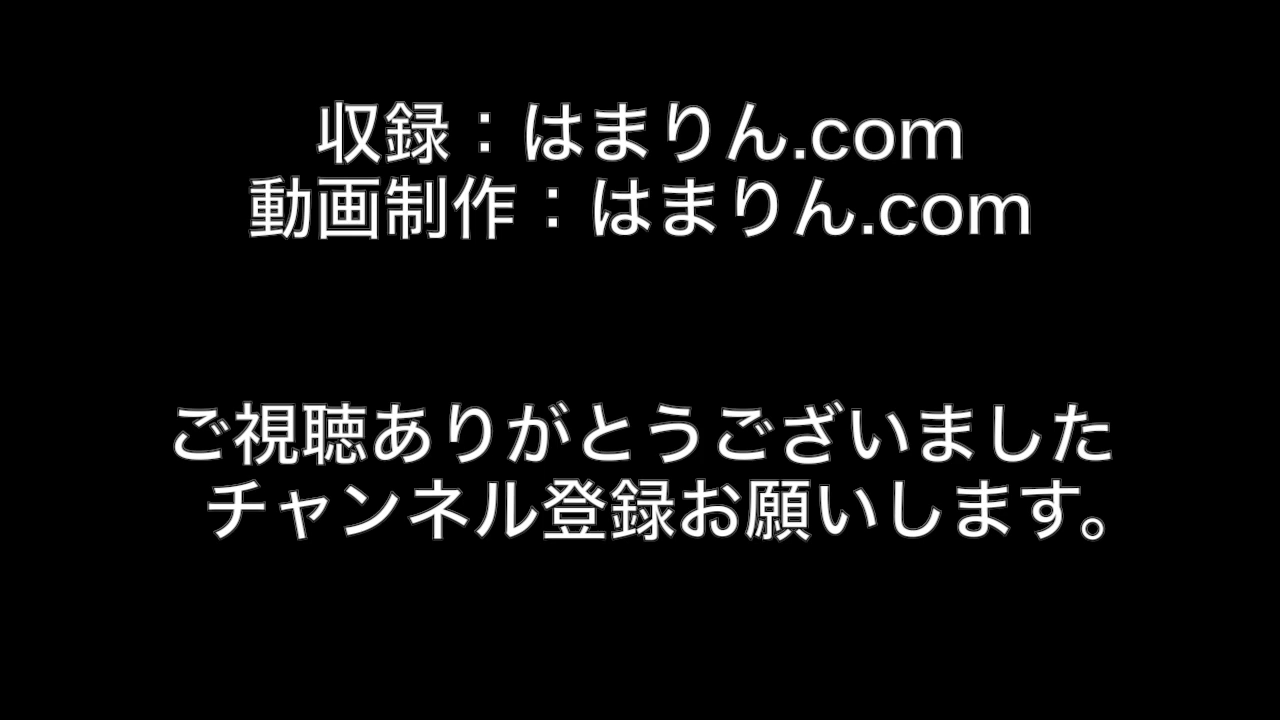 収録：はまりん.com
動画制作：はまりん.com
ご視聴ありがとうございました
チャンネル登録お願いします。